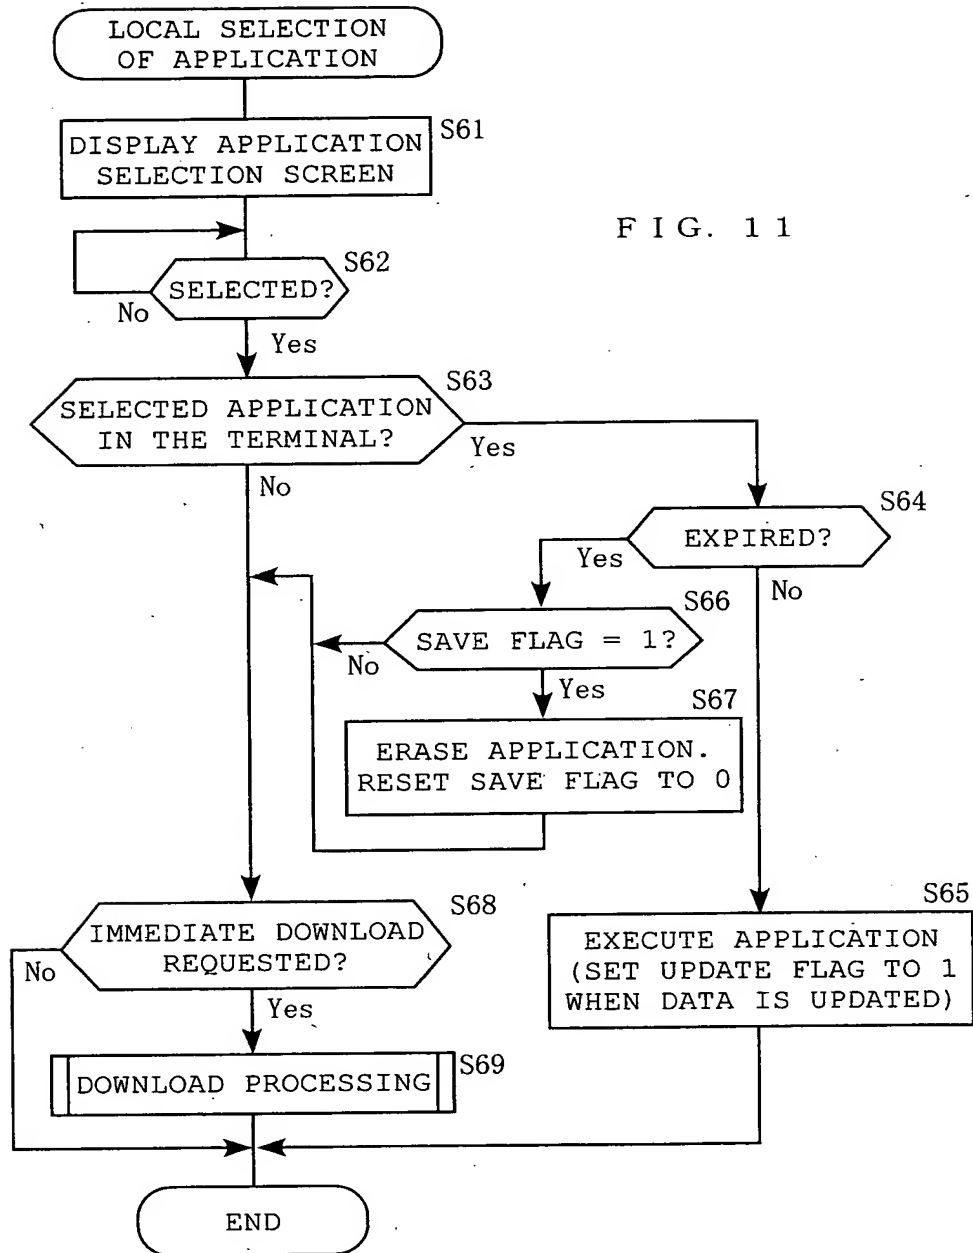 LOCAL SELECTION
OF APPLICATION
S61
DISPLAY APPLICATION
SELECTION SCREEN
F I G. 1 1
S62
SELECTED?
No
Yes
S63
SELECTED APPLICATION
IN THE TERMINAL?
Yes
No
S64
EXPIRED?
Yes
No
S66
SAVE FLAG = 1?
No
Yes
S67
ERASE APPLICATION.
RESET SAVE FLAG TO 0
S68
IMMEDIATE DOWNLOAD
REQUESTED?
No
Yes
S65
EXECUTE APPLICATION
(SET UPDATE FLAG TO 1
WHEN DATA IS UPDATED)
S69
DOWNLOAD PROCESSING
END